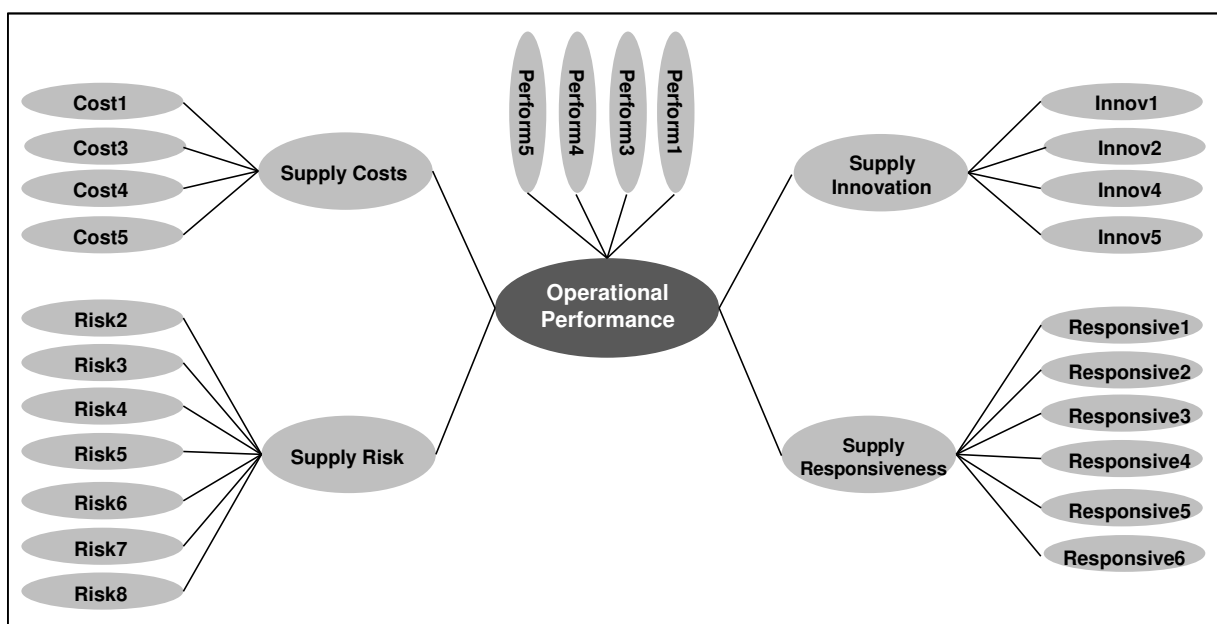 Cost1
Cost3
Cost4
Cost5
Supply Costs
Risk2
Risk3
Risk4
Risk5
Risk6
Risk7
Risk8
Supply Risk
Perform5
Perform4
Perform3
Perform1
Operational
Performance
Supply
Innovation
Innov1
Innov2
Innov4
Innov5
Supply
Responsiveness
Responsive1
Responsive2
Responsive3
Responsive4
Responsive5
Responsive6